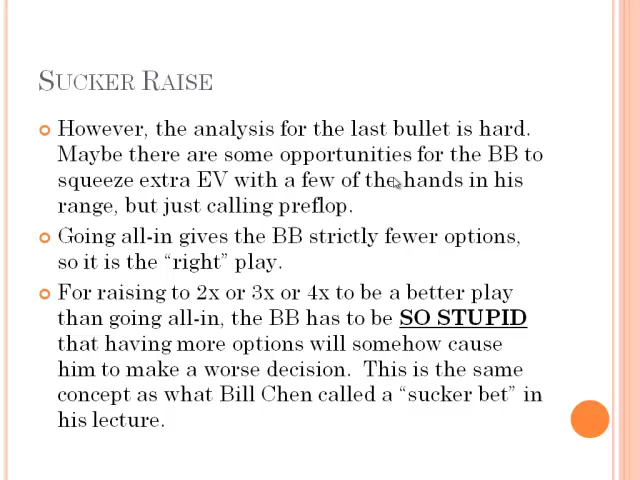 SUCKER RAISE
However, the analysis for the last bullet is hard.
Maybe there are some opportunities for the BB to
squeeze extra EV with a few of the hands in his
range, but just calling preflop.
Going all-in gives the BB strictly fewer options,
so it is the “right” play.
For raising to 2x or 3x or 4x to be a better play
than going all-in, the BB has to be SO STUPID
that having more options will somehow cause
him to make a worse decision.  This is the same
concept as what Bill Chen called a “sucker bet” in
his lecture.